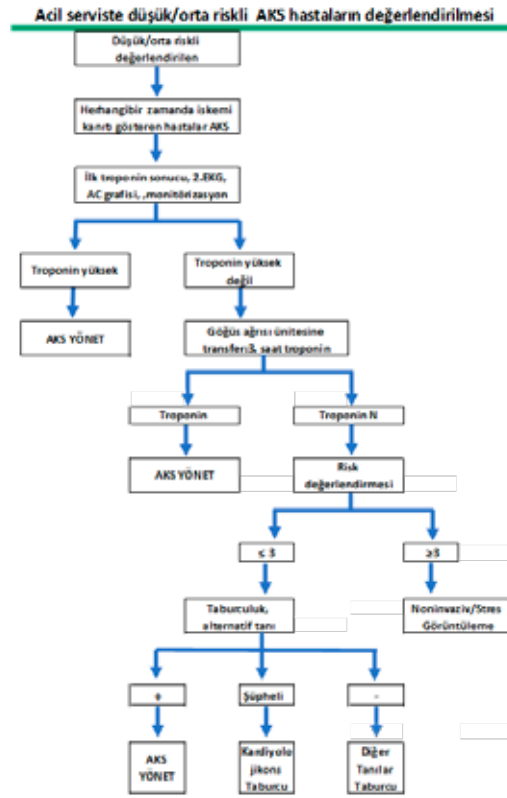 Acil serviste düşük/orta riskli AKS hastaların değerlendirilmesi
Düşük/orta riskli
değerlendirilen
Herhangibir zamanda iskemi
kanıtı gösteren hastalar AKS
İlk troponin sonucu, 2.EKG,
AC grafisi, ,monitörizasyon
Troponin yüksek
Troponin yüksek
değil
AKS YÖNET
Göğüs ağrısı ünitesine
transfer:3, saat troponin
Troponin
Troponin N
AKS YÖNET
Risk
değerlendirmesi
≤ 3
≥3
Taburculuk,
alternatif tanı
Noninvaziv/Stres
Görüntüleme
+
Şüpheli
-
AKS
YÖNET
Kardiyolo
jikons
Taburcu
Diğer
Tanılar
Taburcu